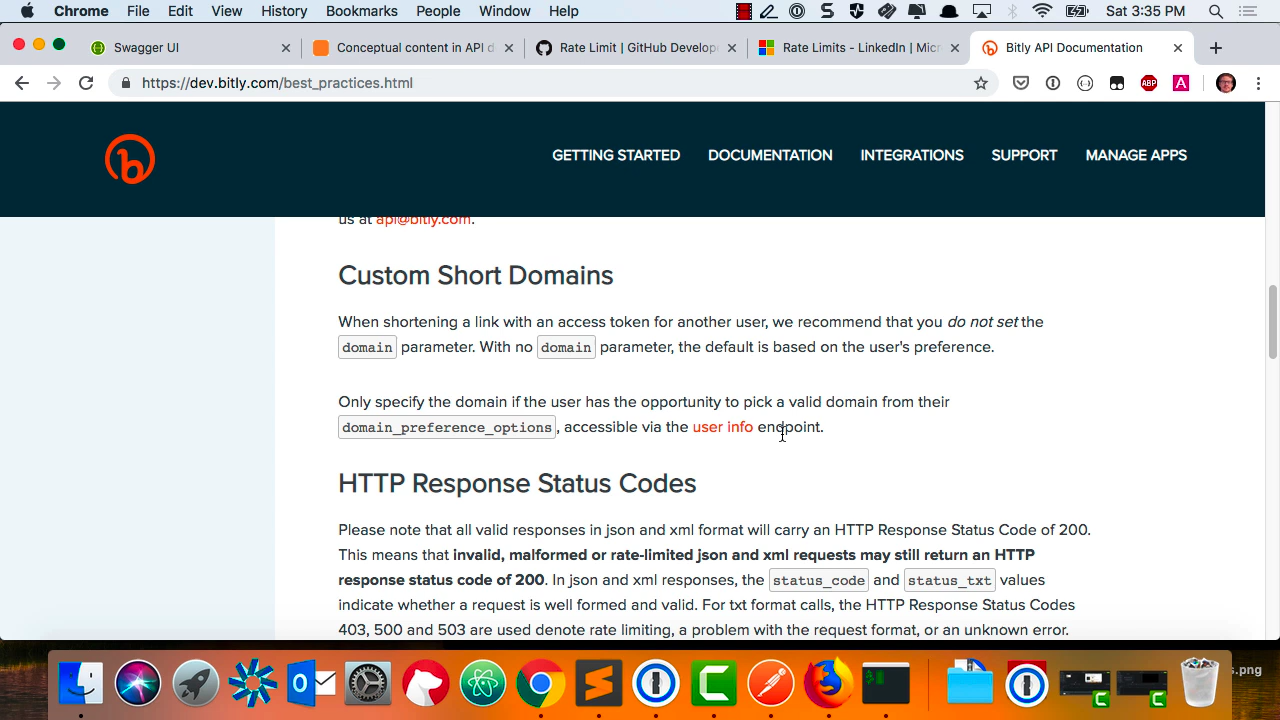 Chrome File Edit View History Bookmarks People Window Help Sat 3:35 PM
Swagger UI Conceptual content in API d Rate Limit | GitHub Develop Rate Limits - LinkedIn | Micr Bitly API Documentation
https://dev.bitly.com/best_practices.html ABP A
b GETTING STARTED DOCUMENTATION INTEGRATIONS SUPPORT MANAGE APPS
us at api@bitly.com.
Custom Short Domains
When shortening a link with an access token for another user, we recommend that you do not set the
domain parameter. With no domain parameter, the default is based on the user's preference.
Only specify the domain if the user has the opportunity to pick a valid domain from their
domain_preference_options, accessible via the user info endpoint.
HTTP Response Status Codes
Please note that all valid responses in json and xml format will carry an HTTP Response Status Code of 200.
This means that invalid, malformed or rate-limited json and xml requests may still return an HTTP
response status code of 200. In json and xml responses, the status_code and status_txt values
indicate whether a request is well formed and valid. For txt format calls, the HTTP Response Status Codes
403, 500 and 503 are used denote rate limiting, a problem with the request format, or an unknown error.
s.png